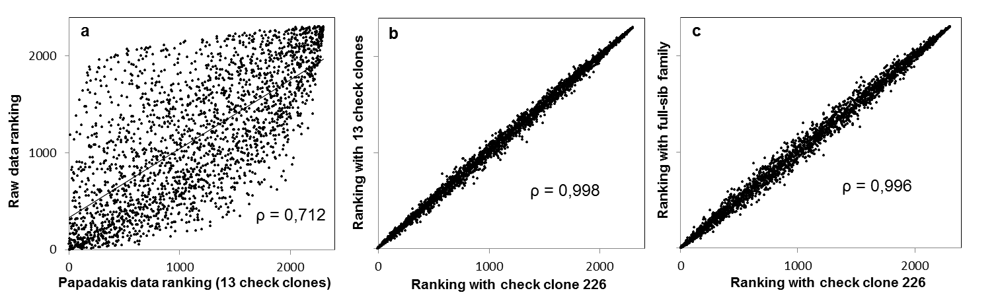 a
Raw data ranking
2000
1000
0
ρ = 0,712
0 1000 2000
Papadakis data ranking (13 check clones)
b
Ranking with 13 check clones
ρ = 0,998
0 1000 2000
Ranking with check clone 226
c
Ranking with full-sib family
ρ = 0,996
0 1000 2000
Ranking with check clone 226